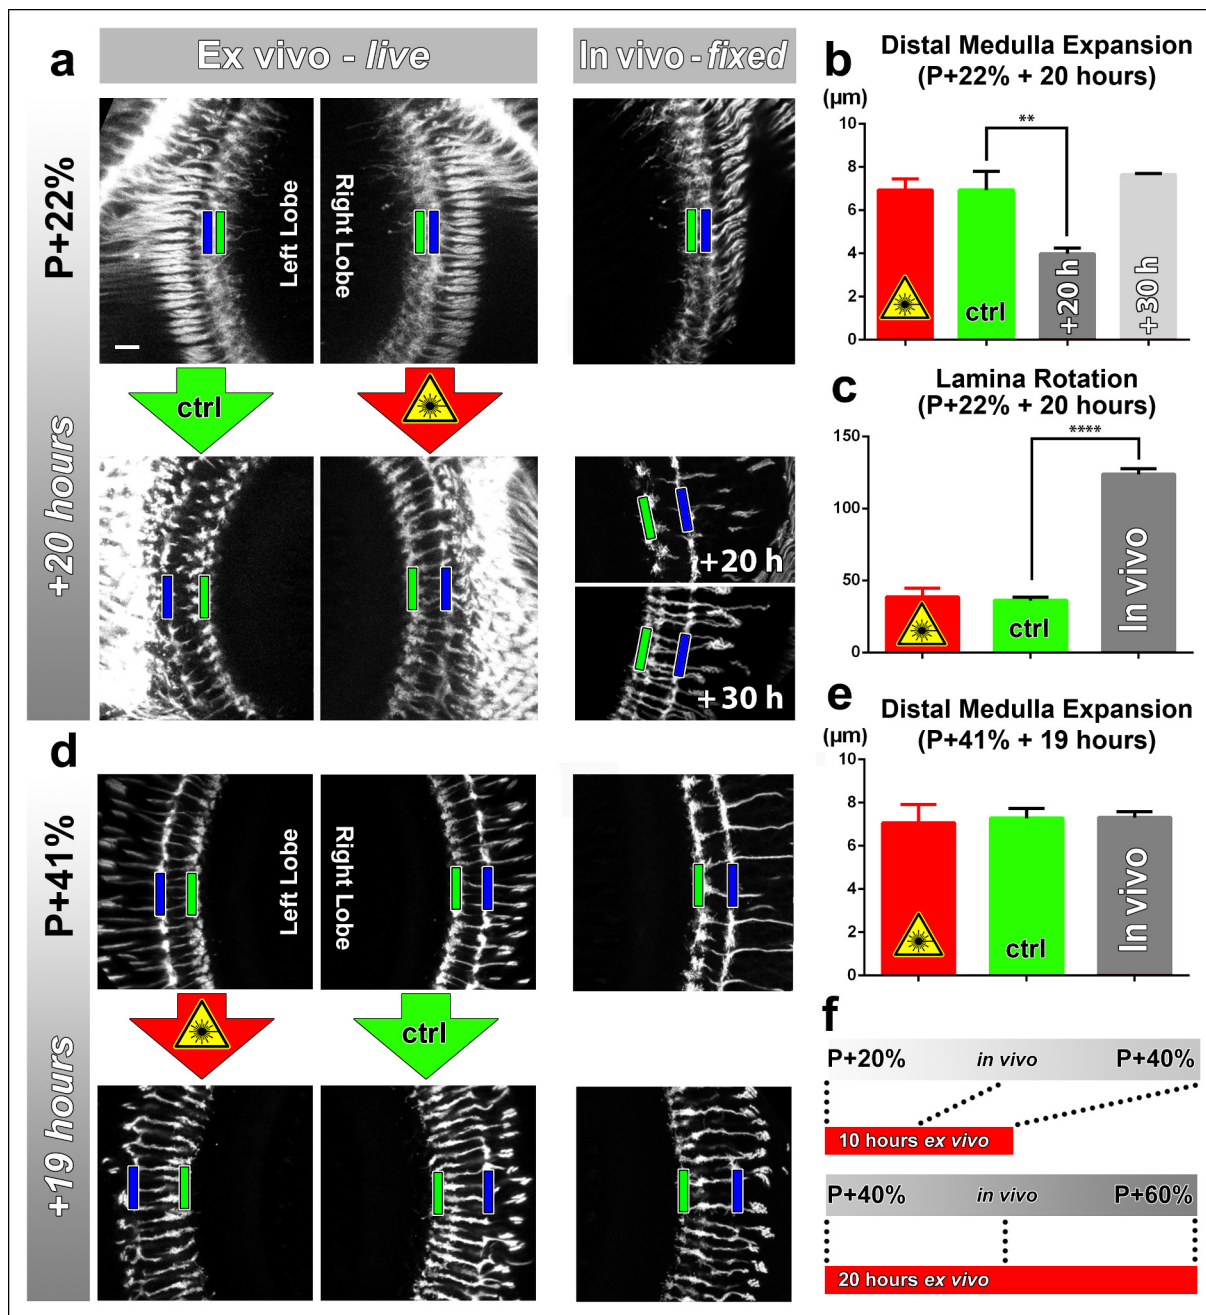 a
Ex vivo - live
In vivo - fixed
P+22%
Left Lobe
Right Lobe
+20 hours
ctrl
+20 h
+30 h
b
Distal Medulla Expansion
(P+22% + 20 hours)
(µm)
10
8
6
4
2
0
**
ctrl
+20 h
+30 h
c
Lamina Rotation
(P+22% + 20 hours)
150
100
50
0
****
ctrl
In vivo
d
P+41%
Left Lobe
Right Lobe
+19 hours
ctrl
e
Distal Medulla Expansion
(P+41% + 19 hours)
(µm)
10
8
6
4
2
0
ctrl
In vivo
f
P+20% in vivo P+40%
10 hours ex vivo
P+40% in vivo P+60%
20 hours ex vivo